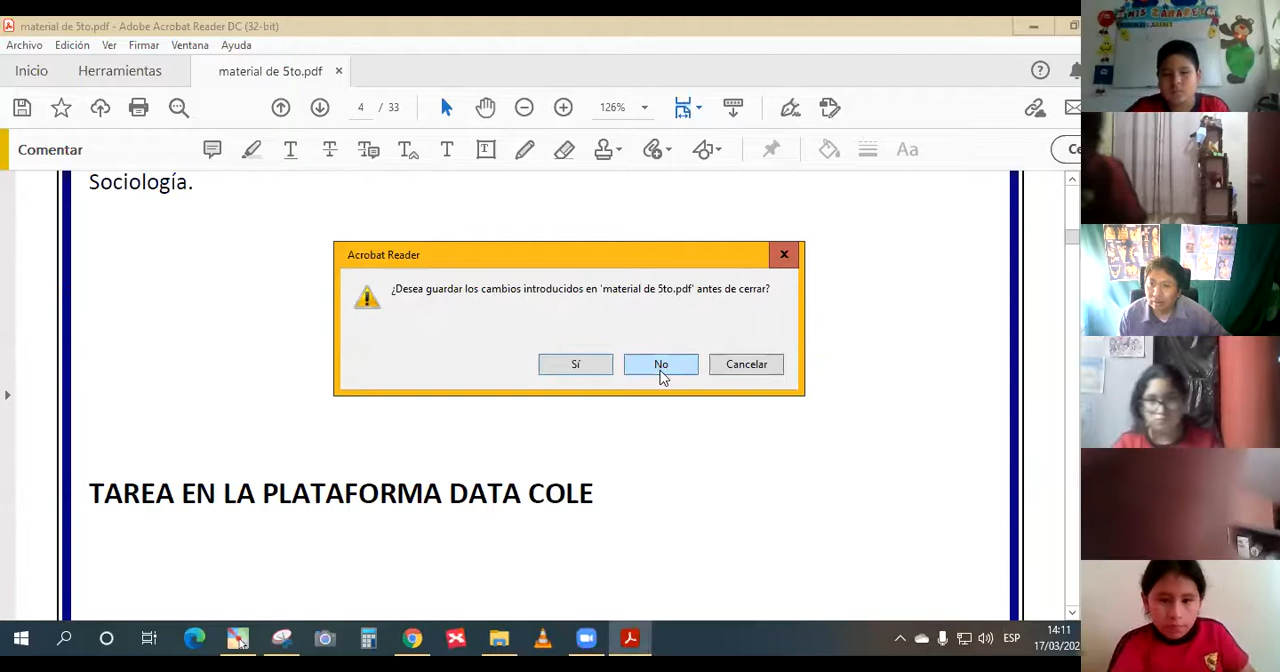 material de 5to.pdf - Adobe Acrobat Reader DC (32-bit)
Archivo Edición Ver Firmar Ventana Ayuda
Inicio Herramientas material de 5to.pdf
4 / 33 126%
Comentar
Aa
Sociología.
Acrobat Reader
¿Desea guardar los cambios introducidos en 'material de 5to.pdf' antes de cerrar?
Sí No Cancelar
TAREA EN LA PLATAFORMA DATA COLE
ESP
14:11
17/03/202